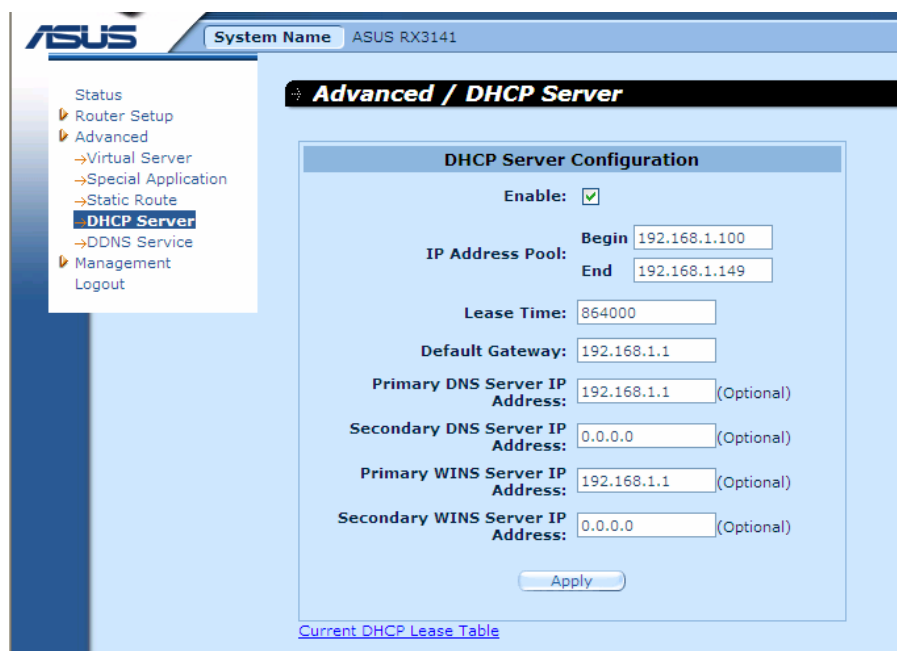 ASUS
System Name ASUS RX3141
Status
Router Setup
Advanced
→Virtual Server
→Special Application
→Static Route
→DHCP Server
→DDNS Service
Management
Logout
Advanced / DHCP Server
DHCP Server Configuration
Enable:
IP Address Pool:
Begin 192.168.1.100
End 192.168.1.149
Lease Time: 864000
Default Gateway: 192.168.1.1
Primary DNS Server IP
Address: 192.168.1.1 (Optional)
Secondary DNS Server IP
Address: 0.0.0.0 (Optional)
Primary WINS Server IP
Address: 192.168.1.1 (Optional)
Secondary WINS Server IP
Address: 0.0.0.0 (Optional)
Apply
Current DHCP Lease Table